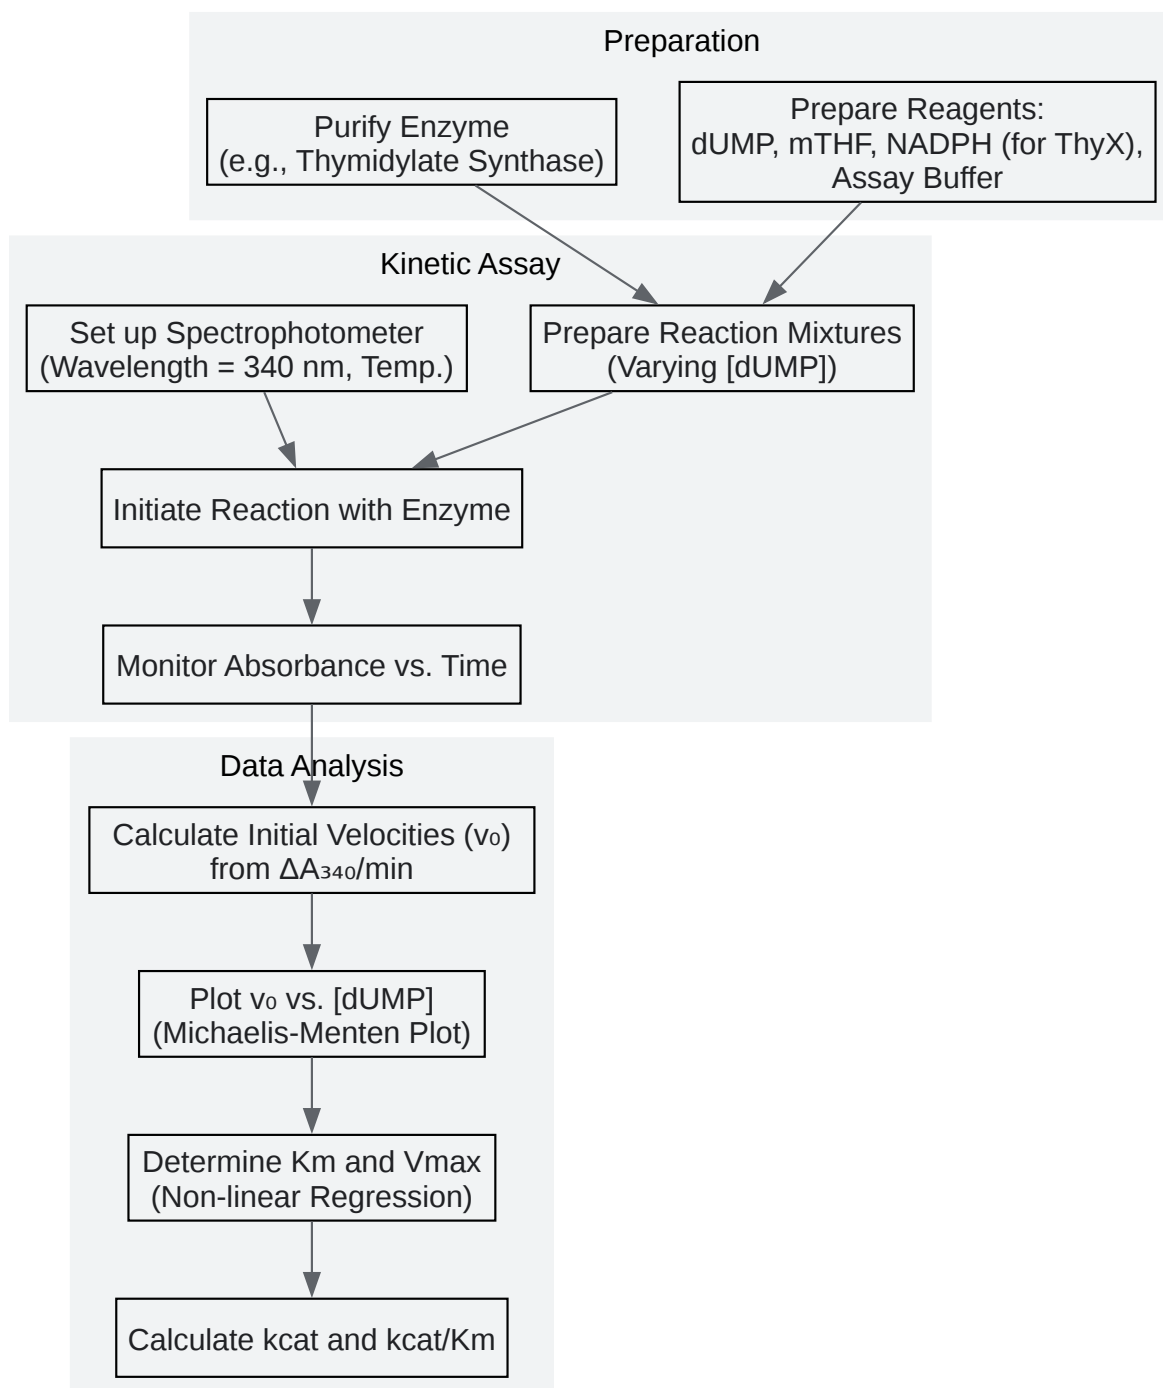 Preparation
Purify Enzyme
(e.g., Thymidylate Synthase)
Prepare Reagents:
dUMP, mTHF, NADPH (for ThyX),
Assay Buffer
Kinetic Assay
Set up Spectrophotometer
(Wavelength = 340 nm, Temp.)
Prepare Reaction Mixtures
(Varying [dUMP])
Initiate Reaction with Enzyme
Monitor Absorbance vs. Time
Data Analysis
Calculate Initial Velocities (v₀)
from ΔA₃₄₀/min
Plot v₀ vs. [dUMP]
(Michaelis-Menten Plot)
Determine Km and Vmax
(Non-linear Regression)
Calculate kcat and kcat/Km